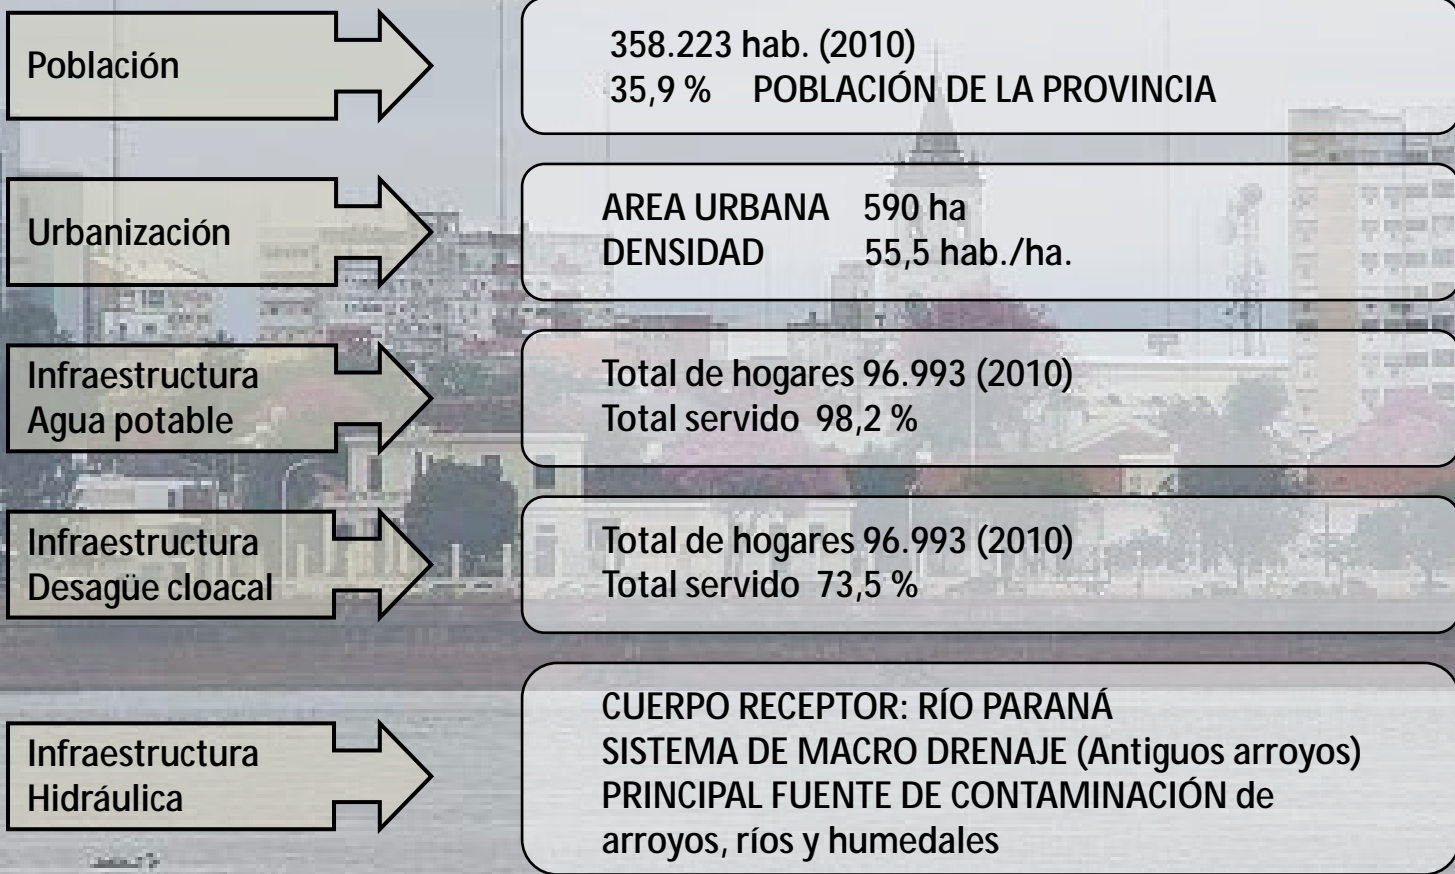 Población
358.223 hab. (2010)
35,9 % POBLACIÓN DE LA PROVINCIA
Urbanización
AREA URBANA 590 ha
DENSIDAD 55,5 hab./ha.
Infraestructura
Agua potable
Total de hogares 96.993 (2010)
Total servido 98,2 %
Infraestructura
Desagüe cloacal
Total de hogares 96.993 (2010)
Total servido 73,5 %
Infraestructura
Hidráulica
CUERPO RECEPTOR: RÍO PARANÁ
SISTEMA DE MACRO DRENAJE (Antiguos arroyos)
PRINCIPAL FUENTE DE CONTAMINACIÓN de
arroyos, ríos y humedales